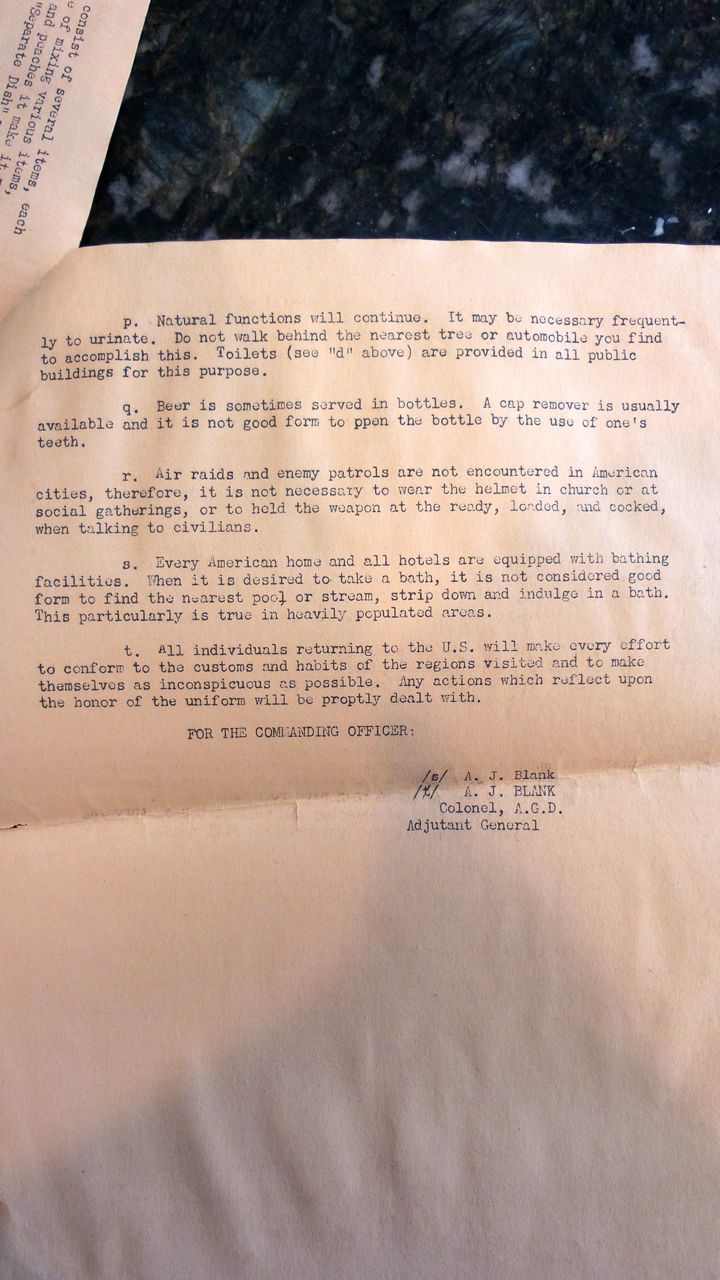 consist of several items, each
of mixing various items,
and peaches it make it
"Separate Dish"
p. Natural functions will continue. It may be necessary frequent-
ly to urinate. Do not walk behind the nearest tree or automobile you find
to accomplish this. Toilets (see "d" above) are provided in all public
buildings for this purpose.
q. Beer is sometimes served in bottles. A cap remover is usually
available and it is not good form to ppen the bottle by the use of one's
teeth.
r. Air raids and enemy patrols are not encountered in American
cities, therefore, it is not necessary to wear the helmet in church or at
social gatherings, or to hold the weapon at the ready, loaded, and cocked,
when talking to civilians.
s. Every American home and all hotels are equipped with bathing
facilities. When it is desired to take a bath, it is not considered good
form to find the nearest pool or stream, strip down and indulge in a bath.
This particularly is true in heavily populated areas.
t. All individuals returning to the U.S. will make every effort
to conform to the customs and habits of the regions visited and to make
themselves as inconspicuous as possible. Any actions which reflect upon
the honor of the uniform will be proptly dealt with.
FOR THE COMMANDING OFFICER:
/s/ A. J. Blank
/t/ A. J. BLANK
Colonel, A.G.D.
Adjutant General